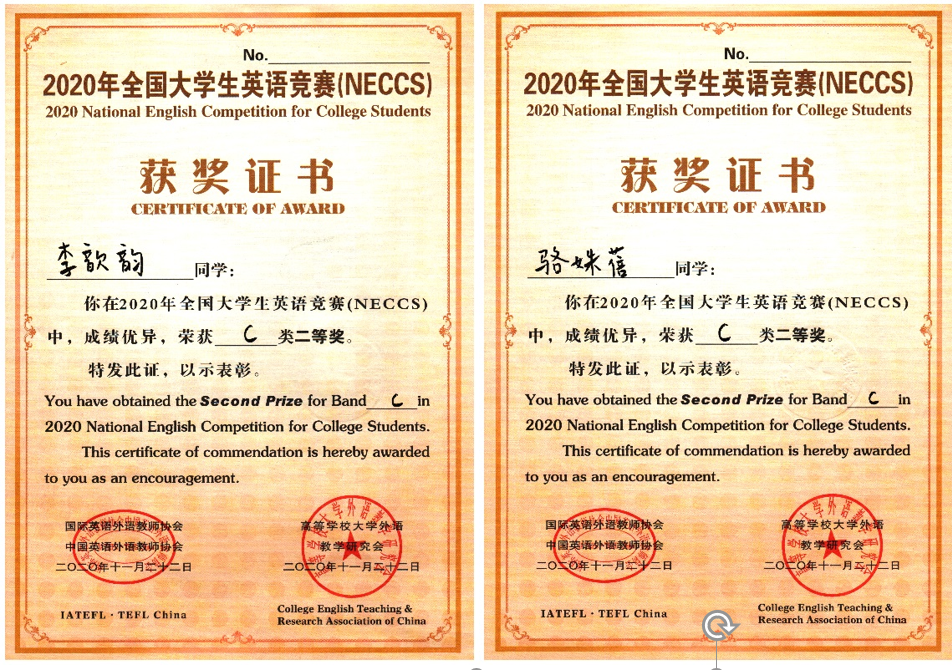 No.
2020年全国大学生英语竞赛(NECCS)
2020 National English Competition for College Students
获奖证书
CERTIFICATE OF AWARD
李歆韵同学：
你在2020年全国大学生英语竞赛(NECCS)
中，成绩优异，荣获 C 类二等奖。
特发此证，以示表彰。
You have obtained the Second Prize for Band C in
2020 National English Competition for College Students.
This certificate of commendation is hereby awarded
to you as an encouragement.
国际英语外语教师协会
中国英语外语教师协会
二〇二〇年十一月二十二日
IATEFL · TEFL China
高等学校大学外语
教学研究会
二〇二〇年十一月二十二日
College English Teaching &
Research Association of China
No.
2020年全国大学生英语竞赛(NECCS)
2020 National English Competition for College Students
获奖证书
CERTIFICATE OF AWARD
骆姝蓓同学：
你在2020年全国大学生英语竞赛(NECCS)
中，成绩优异，荣获 C 类二等奖。
特发此证，以示表彰。
You have obtained the Second Prize for Band C in
2020 National English Competition for College Students.
This certificate of commendation is hereby awarded
to you as an encouragement.
国际英语外语教师协会
中国英语外语教师协会
二〇二〇年十一月二十二日
IATEFL · TEFL China
高等学校大学外语
教学研究会
二〇二〇年十一月二十二日
College English Teaching &
Research Association of China